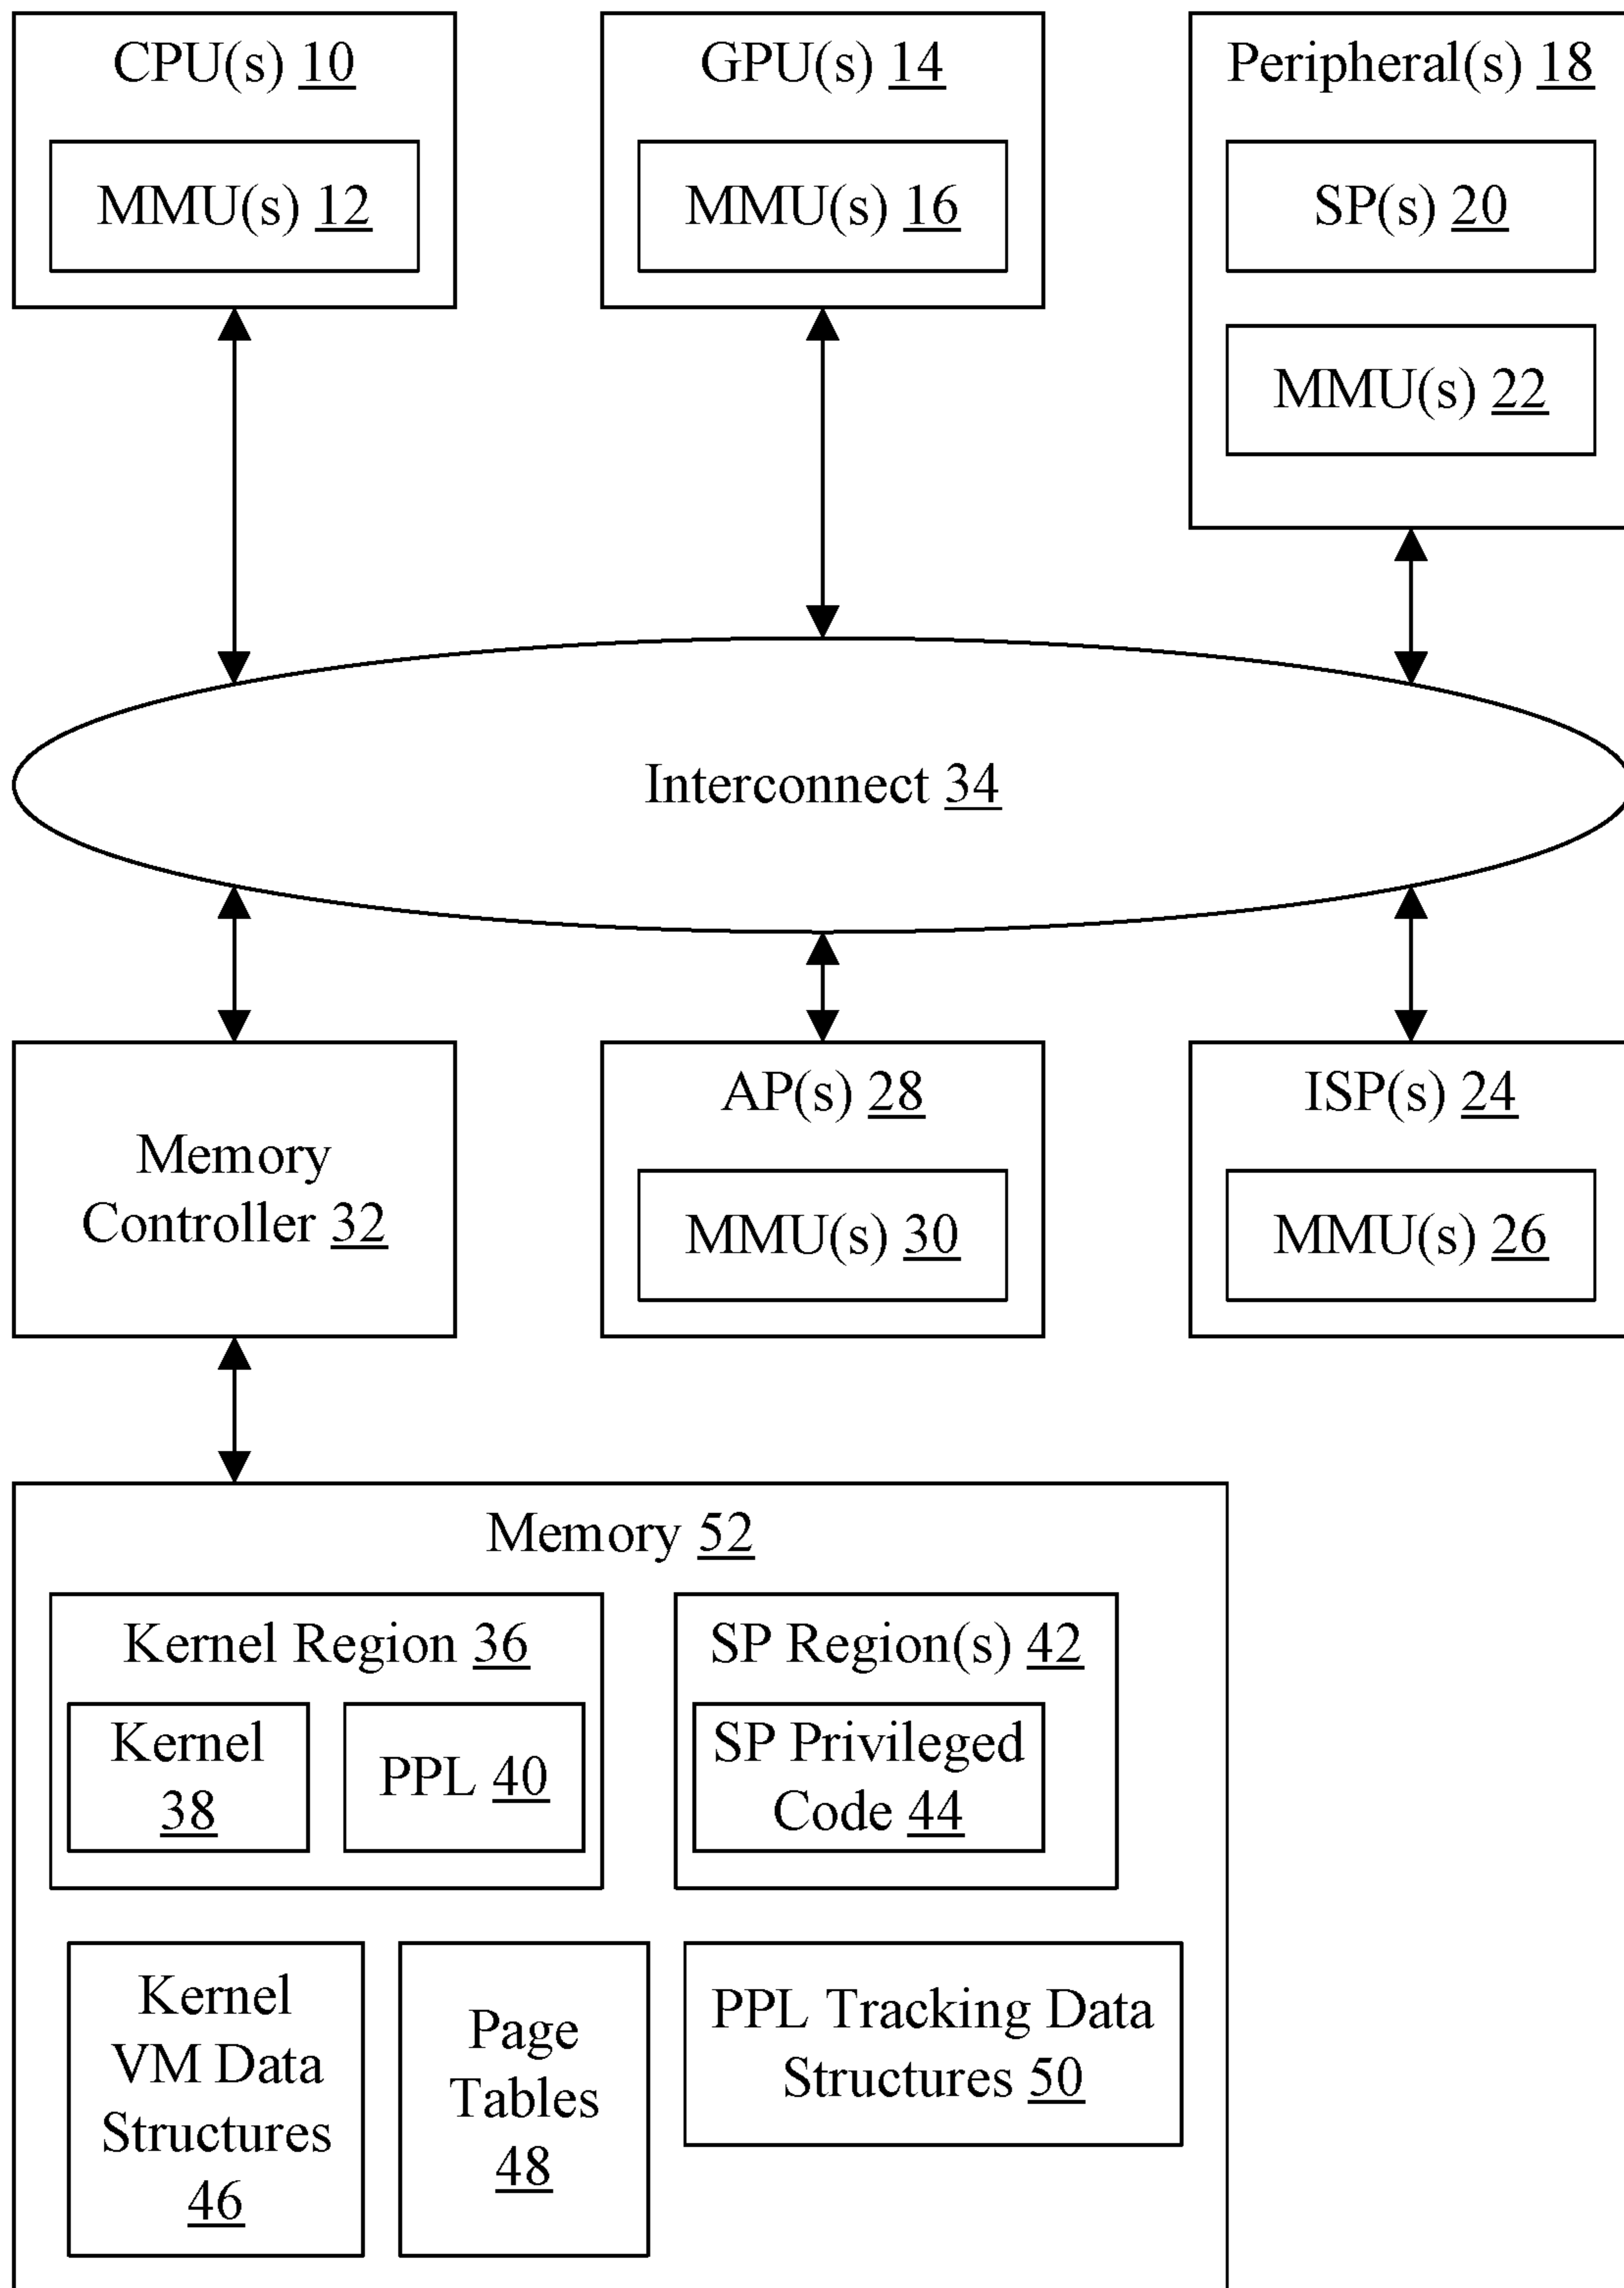 CPU(s) 10
MMU(s) 12
GPU(s) 14
MMU(s) 16
Peripheral(s) 18
SP(s) 20
MMU(s) 22
Interconnect 34
Memory
Controller 32
AP(s) 28
MMU(s) 30
ISP(s) 24
MMU(s) 26
Memory 52
Kernel Region 36
Kernel
38
PPL 40
SP Region(s) 42
SP Privileged
Code 44
Kernel
VM Data
Structures
46
Page
Tables
48
PPL Tracking Data
Structures 50